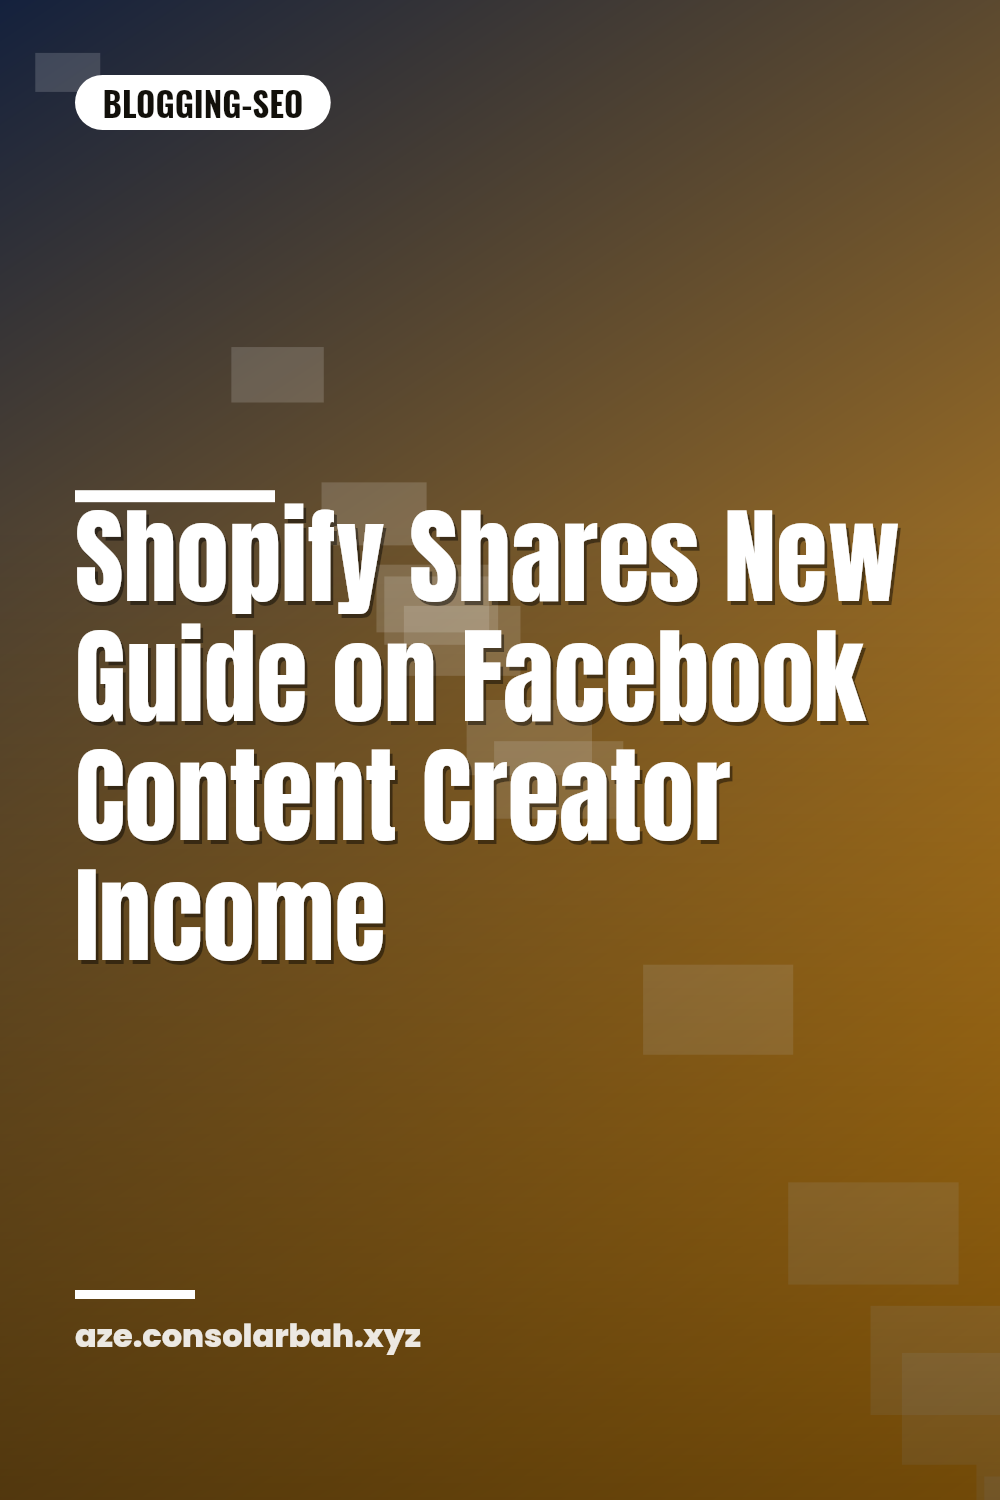 BLOGGING-SEO
Shopify Shares New
Guide on Facebook
Content Creator
Income
aze.consolarbah.xyz